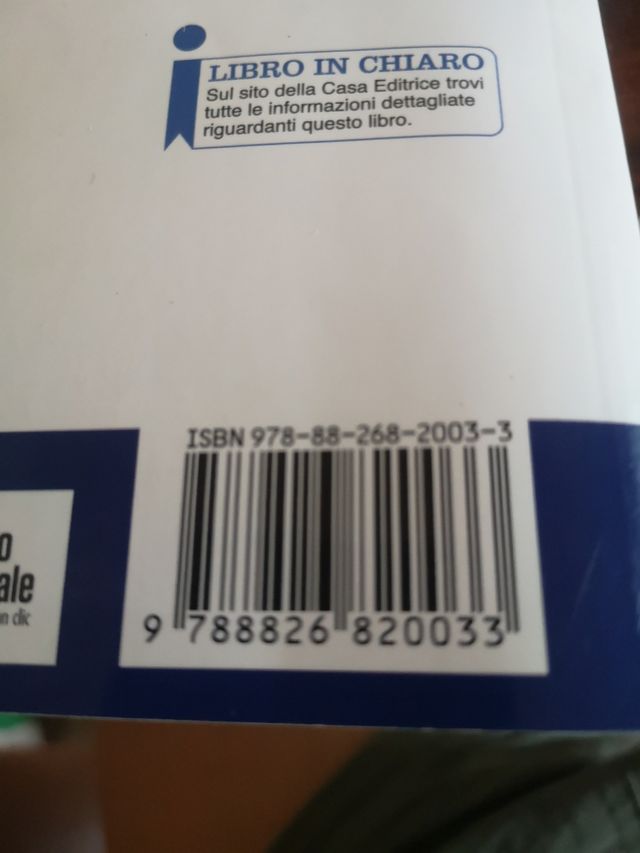 LIBRO IN CHIARO
Sul sito della Casa Editrice trovi
tutte le informazioni dettagliate
riguardanti questo libro.
ISBN 978-88-268-2003-3
9 788826 820033
o
ale
n clic